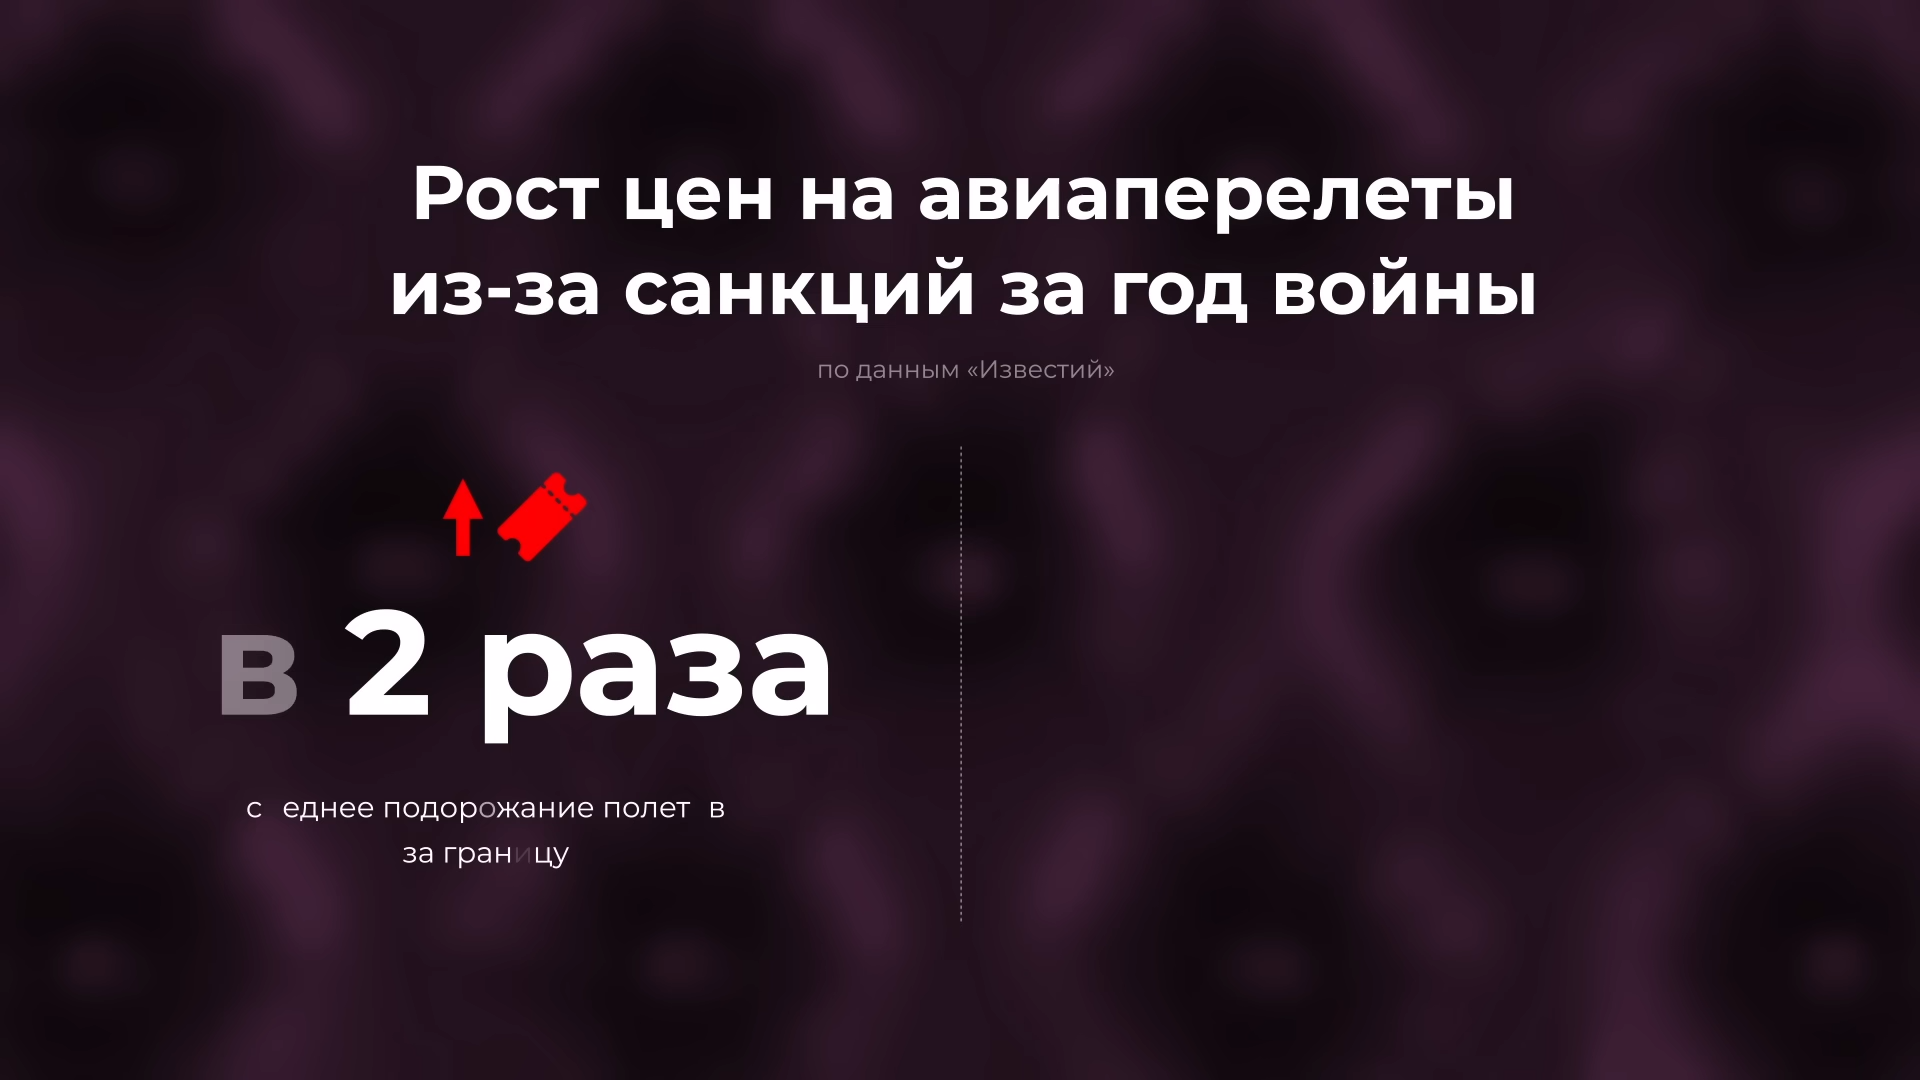 Рост цен на авиаперелеты
из-за санкций за год войны
по данным «Известий»
в 2 раза
с еднее подорожание полет в
за границу